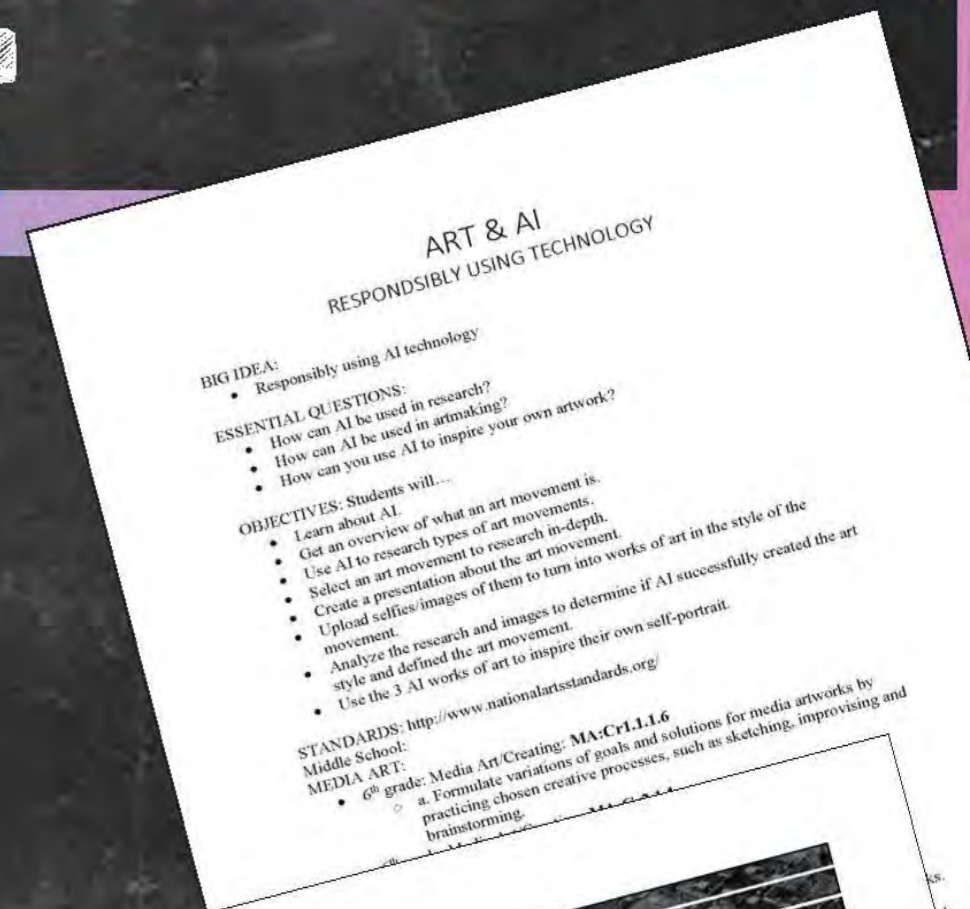 ART & AI
RESPONDSIBLY USING TECHNOLOGY
BIG IDEA:
• Responsibly using AI technology
ESSENTIAL QUESTIONS:
• How can AI be used in research?
• How can AI be used in artmaking?
• How can you use AI to inspire your own artwork?
OBJECTIVES: Students will…
• Learn about AI.
• Get an overview of what an art movement is.
• Use AI to research types of art movements.
• Select an art movement to research in-depth.
• Create a presentation about the art movement.
• Upload selfies/images of them to turn into works of art in the style of the
movement.
• Analyze the research and images to determine if AI successfully created the art
style and defined the art movement.
• Use the 3 AI works of art to inspire their own self-portrait.
STANDARDS: http://www.nationalartsstandards.org/
Middle School:
MEDIA ART:
• 6th grade: Media Art/Creating: MA:Cr1.1.1.6
○ a. Formulate variations of goals and solutions for media artworks by
practicing chosen creative processes, such as sketching, improvising and
brainstorming.
ks.